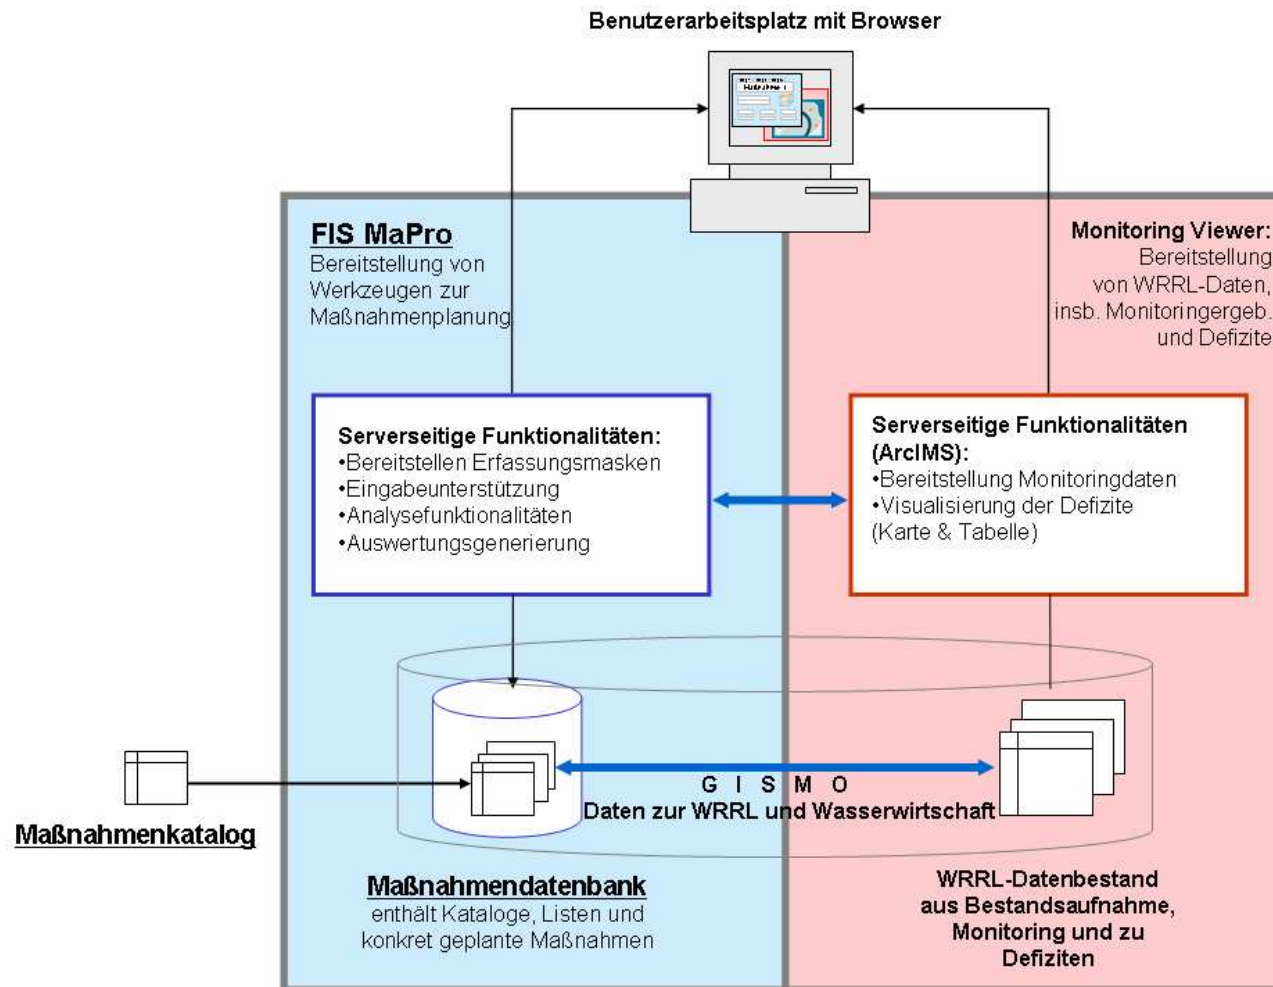 Benutzerarbeitsplatz mit Browser
FIS MaPro
Bereitstellung von
Werkzeugen zur
Maßnahmenplanung
Monitoring Viewer:
Bereitstellung
von WRRL-Daten,
insb. Monitoringergeb.
und Defizite
Serverseitige Funktionalitäten:
•Bereitstellen Erfassungsmasken
•Eingabeunterstützung
•Analysefunktionalitäten
•Auswertungsgenerierung
Serverseitige Funktionalitäten
(ArcIMS):
•Bereitstellung Monitoringdaten
•Visualisierung der Defizite
(Karte & Tabelle)
G I S M O
Daten zur WRRL und Wasserwirtschaft
Maßnahmenkatalog
Maßnahmendatenbank
enthält Kataloge, Listen und
konkret geplante Maßnahmen
WRRL-Datenbestand
aus Bestandsaufnahme,
Monitoring und zu
Defiziten